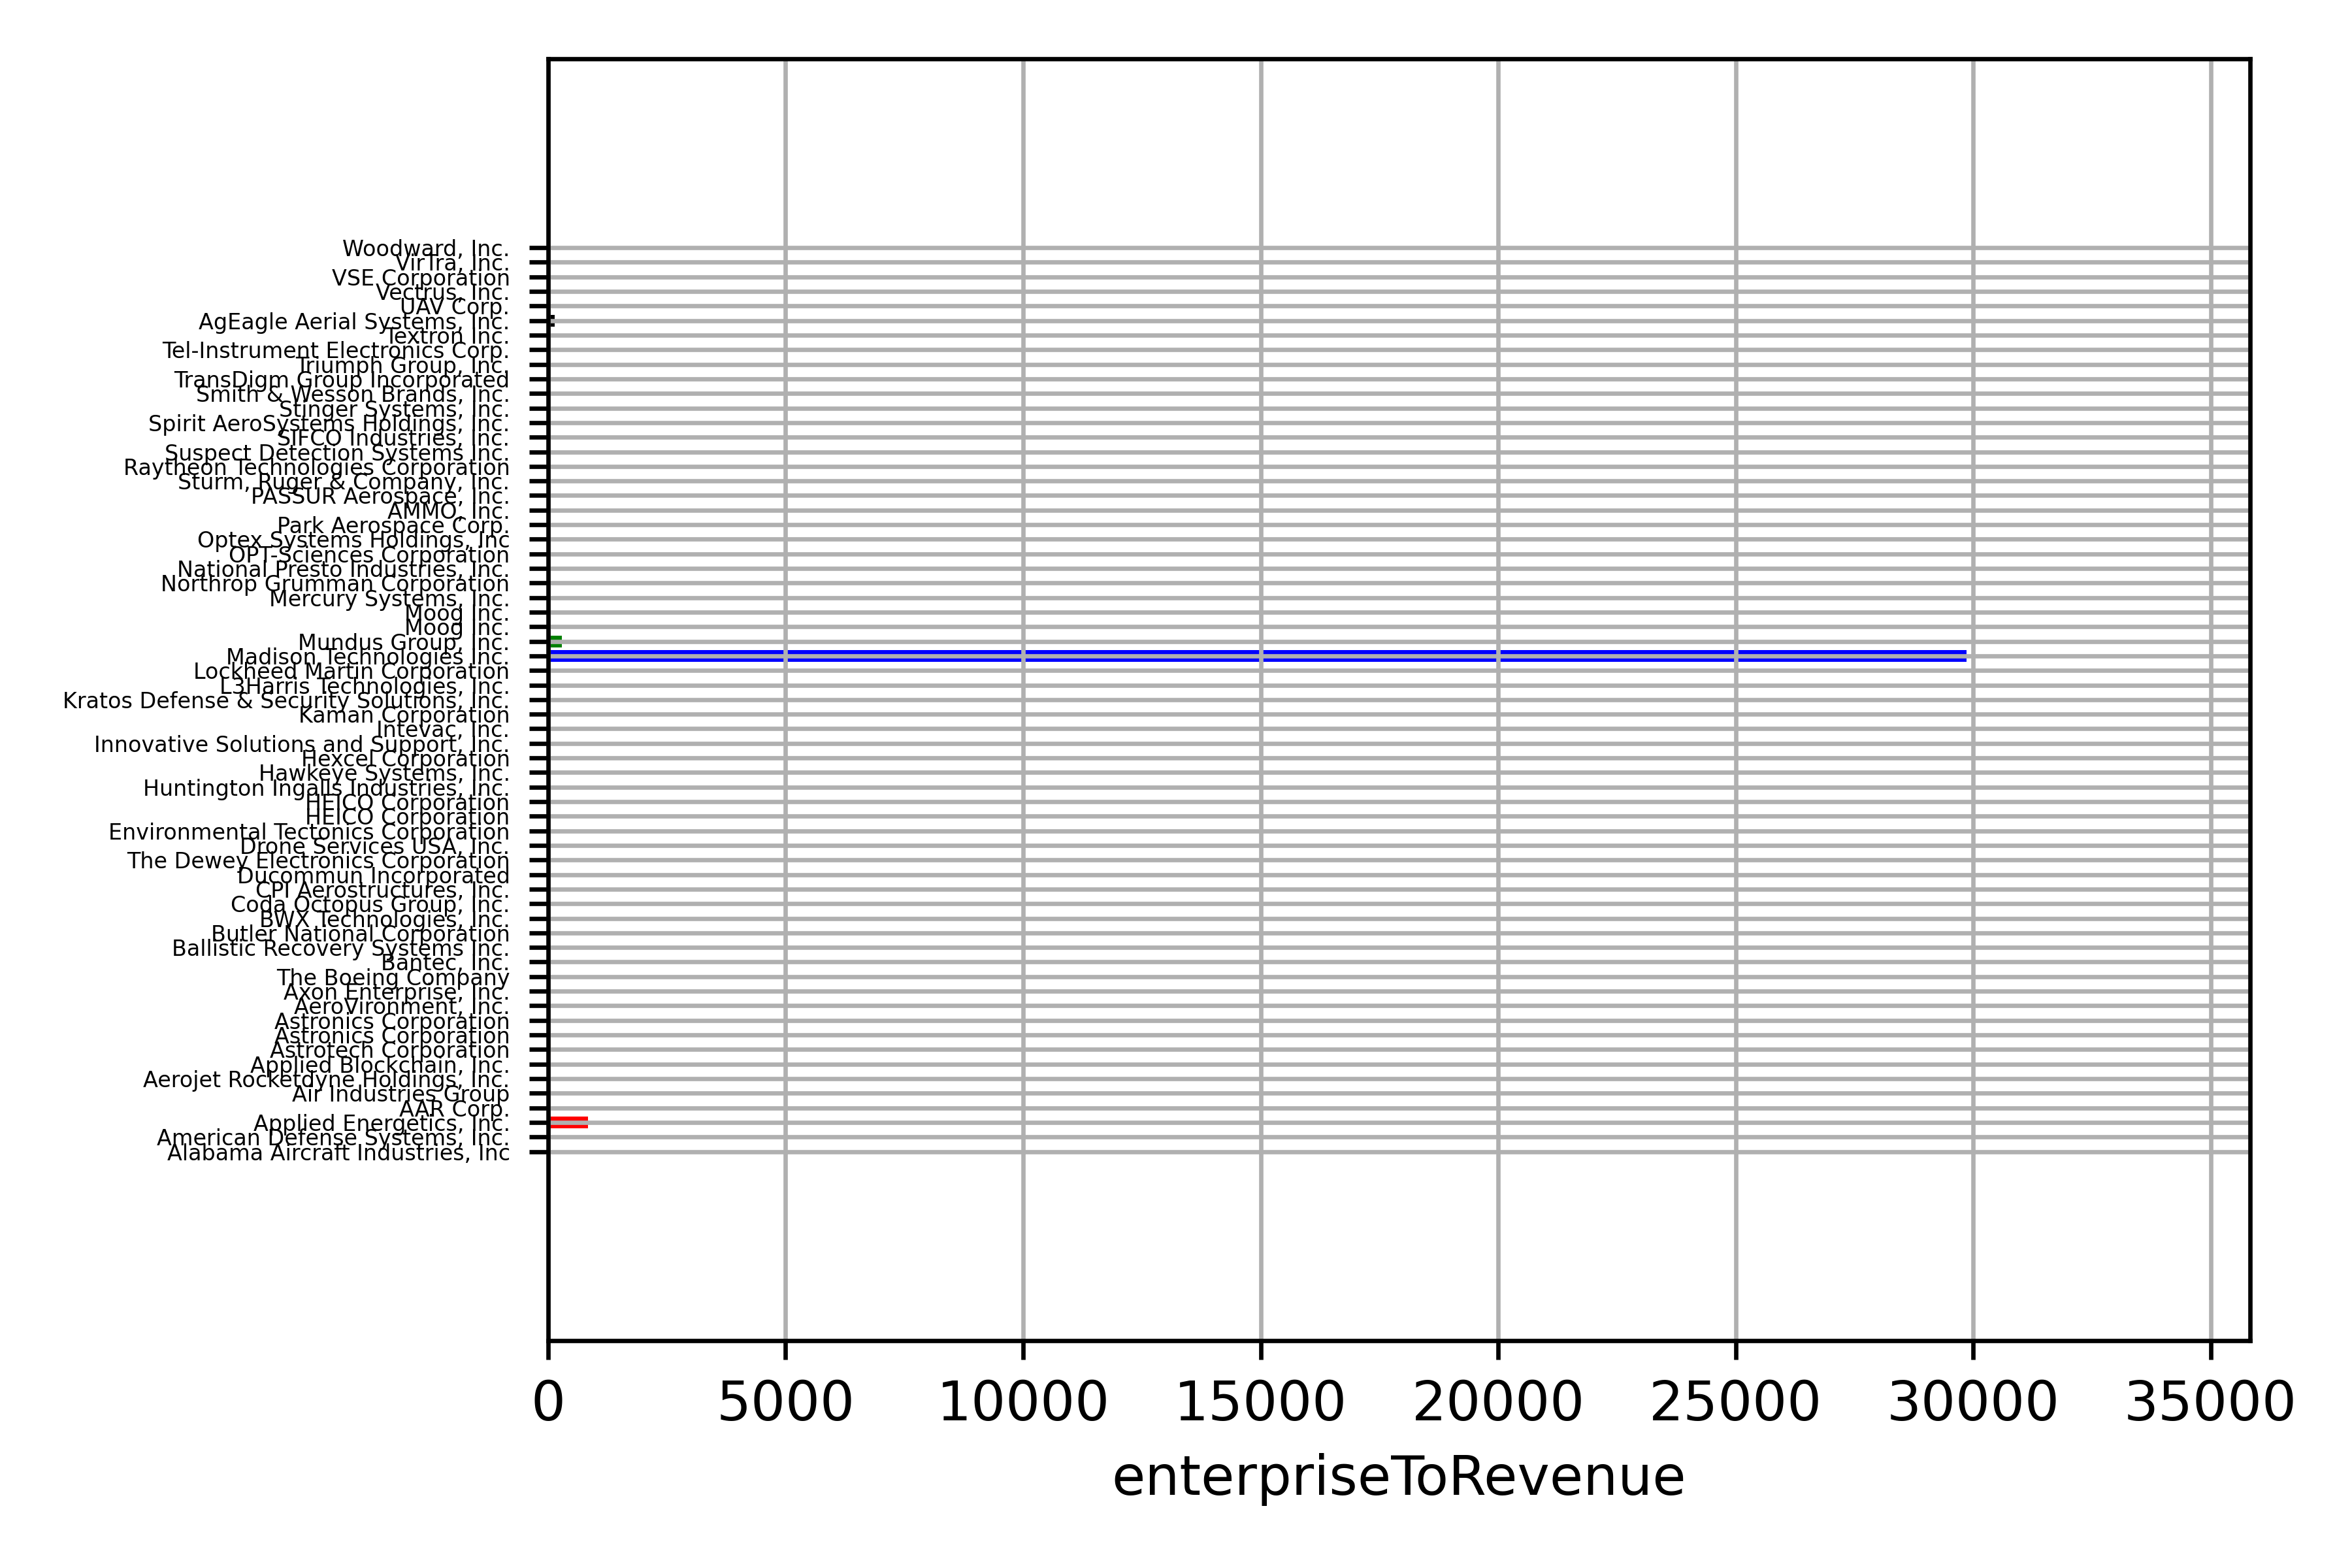 Woodward, Inc.
VirTra, Inc.
VSE Corporation
Vectrus, Inc.
UAV Corp.
AgEagle Aerial Systems, Inc.
Textron Inc.
Tel-Instrument Electronics Corp.
Triumph Group, Inc.
TransDigm Group Incorporated
Smith & Wesson Brands, Inc.
Stinger Systems, Inc.
Spirit AeroSystems Holdings, Inc.
SIFCO Industries, Inc.
Suspect Detection Systems Inc.
Raytheon Technologies Corporation
Sturm, Ruger & Company, Inc.
PASSUR Aerospace, Inc.
AMMO, Inc.
Park Aerospace Corp.
Optex Systems Holdings, Inc
OPT-Sciences Corporation
National Presto Industries, Inc.
Northrop Grumman Corporation
Mercury Systems, Inc.
Moog Inc.
Moog Inc.
Mundus Group, Inc.
Madison Technologies Inc.
Lockheed Martin Corporation
L3Harris Technologies, Inc.
Kratos Defense & Security Solutions, Inc.
Kaman Corporation
Intevac, Inc.
Innovative Solutions and Support, Inc.
Hexcel Corporation
Hawkeye Systems, Inc.
Huntington Ingalls Industries, Inc.
HEICO Corporation
HEICO Corporation
Environmental Tectonics Corporation
Drone Services USA, Inc.
The Dewey Electronics Corporation
Ducommun Incorporated
CPI Aerostructures, Inc.
Coda Octopus Group, Inc.
BWX Technologies, Inc.
Butler National Corporation
Ballistic Recovery Systems Inc.
Bantec, Inc.
The Boeing Company
Axon Enterprise, Inc.
AeroVironment, Inc.
Astronics Corporation
Astronics Corporation
Astrotech Corporation
Applied Blockchain, Inc.
Aerojet Rocketdyne Holdings, Inc.
Air Industries Group
AAR Corp.
Applied Energetics, Inc.
American Defense Systems, Inc.
Alabama Aircraft Industries, Inc
0 5000 10000 15000 20000 25000 30000 35000
enterpriseToRevenue